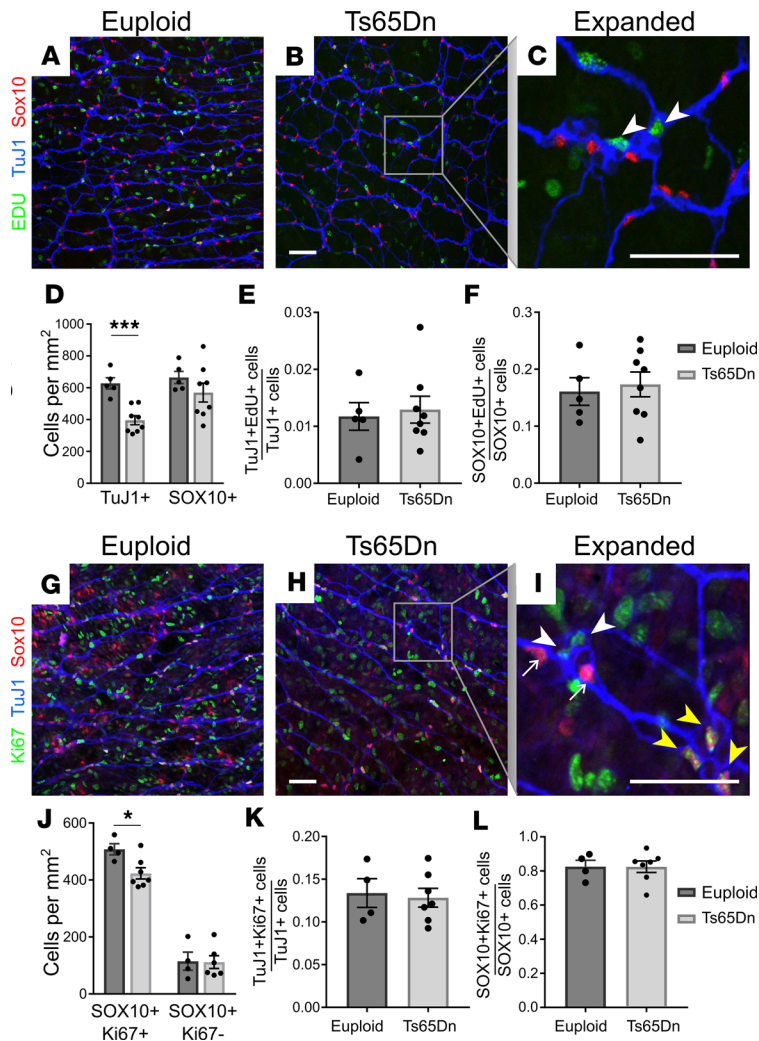 Euploid
Ts65Dn
Expanded
A
B
C
EDU TuJ1 Sox10
D
E
F
Cells per mm2
1000
800
600
400
200
0
***
TuJ1+
SOX10+
TuJ1+EdU+ cells
TuJ1+ cells
0.03
0.02
0.01
0.00
Euploid
Ts65Dn
SOX10+EdU+ cells
SOX10+ cells
0.3
0.2
0.1
0.0
Euploid
Ts65Dn
Euploid
Ts65Dn
Euploid
Ts65Dn
Expanded
G
H
I
Ki67 TuJ1 Sox10
J
K
L
Cells per mm2
600
400
200
0
*
SOX10+
Ki67+
SOX10+
Ki67-
TuJ1+Ki67+ cells
TuJ1+ cells
0.20
0.15
0.10
0.05
0.00
Euploid
Ts65Dn
SOX10+Ki67+ cells
SOX10+ cells
1.0
0.8
0.6
0.4
0.2
0.0
Euploid
Ts65Dn
Euploid
Ts65Dn